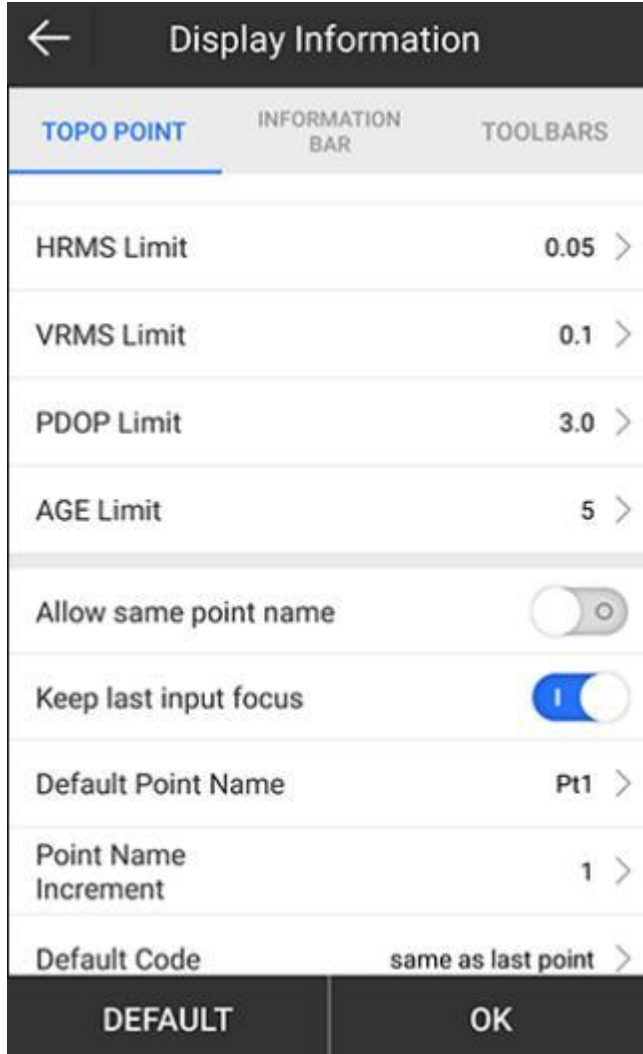 Display Information
TOPO POINT
INFORMATION
BAR
TOOLBARS
HRMS Limit 0.05
VRMS Limit 0.1
PDOP Limit 3.0
AGE Limit 5
Allow same point name
Keep last input focus
Default Point Name Pt1
Point Name
Increment 1
Default Code same as last point
DEFAULT OK